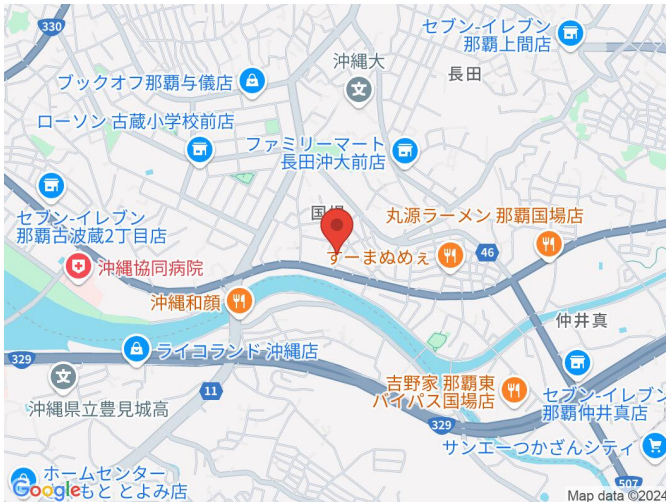 330
セブン-イレブン
那覇上間店
沖縄大
長田
ブックオフ那覇与儀店
ローソン 古蔵小学校前店
ファミリーマート
長田沖大前店
セブン-イレブン
那覇古波蔵2丁目店
国場
丸源ラーメン 那覇国場店
すーまぬめぇ
46
沖縄協同病院
沖縄和顔
仲井真
329
ライコランド 沖縄店
11
沖縄県立豊見城高
吉野家 那覇東
バイパス国場店
329
セブン-イレブン
那覇仲井真店
サンエーつかざんシティ
ホームセンター
もと とよみ店
Google
507
Map data ©2024